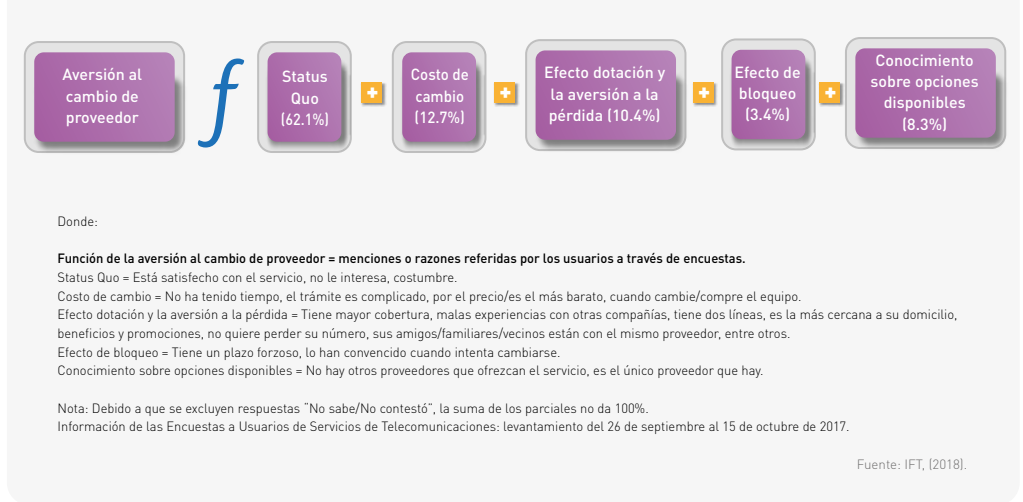 Aversión al
cambio de
proveedor
f
Status
Quo
(62.1%)
+
Costo de
cambio
(12.7%)
+
Efecto dotación y
la aversión a la
pérdida (10.4%)
+
Efecto de
bloqueo
(3.4%)
+
Conocimiento
sobre opciones
disponibles
(8.3%)
Donde:
Función de la aversión al cambio de proveedor = menciones o razones referidas por los usuarios a través de encuestas.
Status Quo = Está satisfecho con el servicio, no le interesa, costumbre.
Costo de cambio = No ha tenido tiempo, el trámite es complicado, por el precio/es el más barato, cuando cambie/compre el equipo.
Efecto dotación y la aversión a la pérdida = Tiene mayor cobertura, malas experiencias con otras compañías, tiene dos líneas, es la más cercana a su domicilio,
beneficios y promociones, no quiere perder su número, sus amigos/familiares/vecinos están con el mismo proveedor, entre otros.
Efecto de bloqueo = Tiene un plazo forzoso, lo han convencido cuando intenta cambiarse.
Conocimiento sobre opciones disponibles = No hay otros proveedores que ofrezcan el servicio, es el único proveedor que hay.
Nota: Debido a que se excluyen respuestas “No sabe/No contestó”, la suma de los parciales no da 100%.
Información de las Encuestas a Usuarios de Servicios de Telecomunicaciones: levantamiento del 26 de septiembre al 15 de octubre de 2017.
Fuente: IFT, (2018).